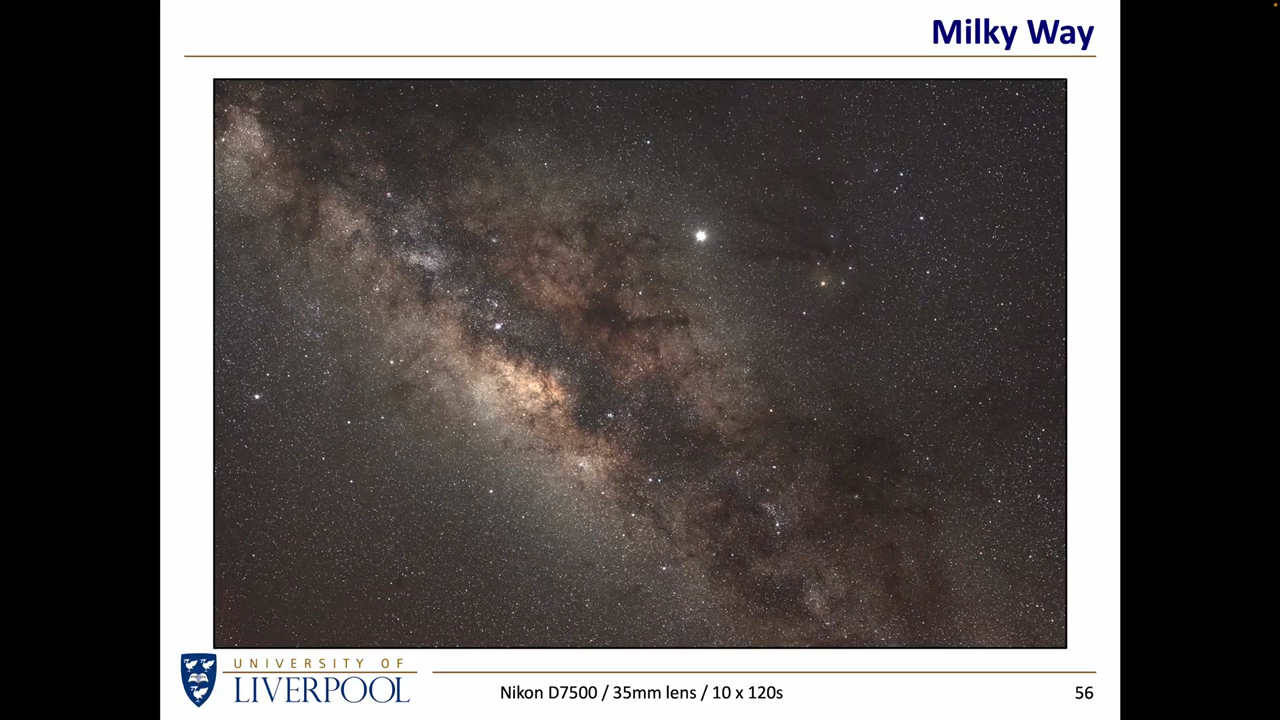 Milky Way
UNIVERSITY OF
LIVERPOOL
Nikon D7500 / 35mm lens / 10 x 120s
56